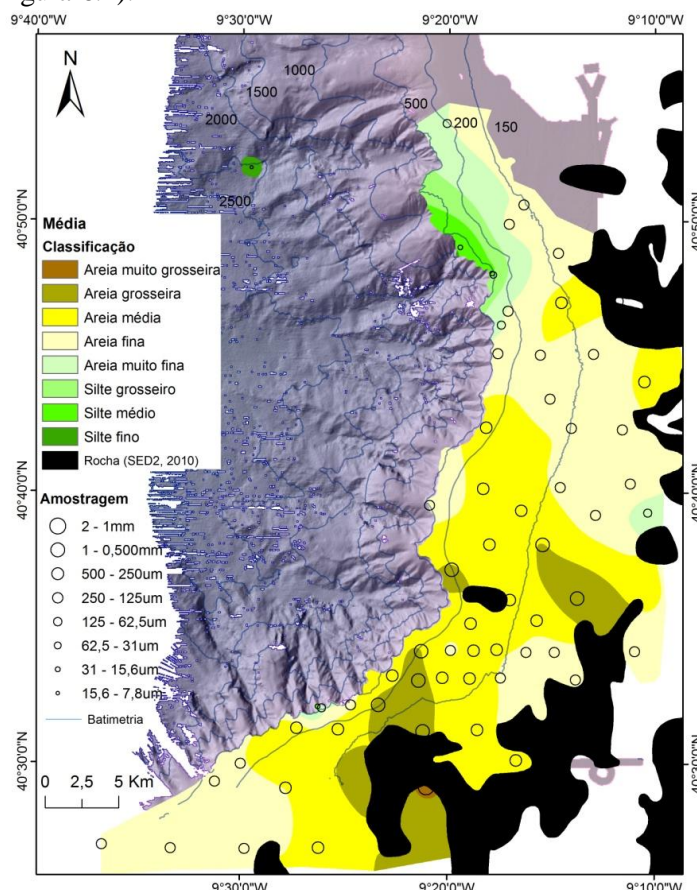 9°40'0"W 9°30'0"W 9°20'0"W 9°10'0"W
N
1000
1500
2000
500
200
150
2500
40°50'0"N
40°50'0"N
Média
Classificação
Areia muito grosseira
Areia grosseira
Areia média
Areia fina
Areia muito fina
Silte grosseiro
Silte médio
Silte fino
Rocha (SED2, 2010)
40°40'0"N
40°40'0"N
Amostragem
2 - 1mm
1 - 0,500mm
500 - 250um
250 - 125um
125 - 62,5um
62,5 - 31um
31 - 15,6um
15,6 - 7,8um
Batimetria
40°30'0"N
40°30'0"N
0 2,5 5 Km
9°30'0"W 9°20'0"W 9°10'0"W